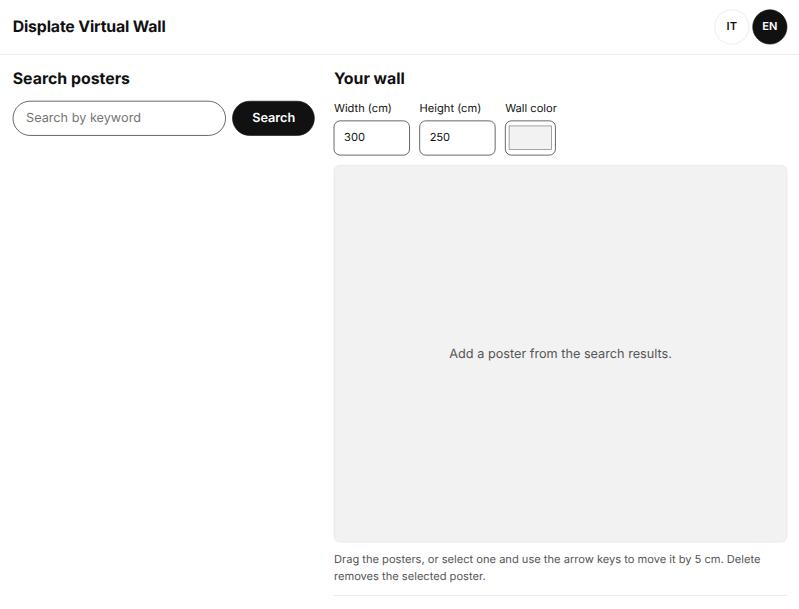 Displate Virtual Wall
IT
EN
Search posters
Search by keyword
Search
Your wall
Width (cm)
Height (cm)
Wall color
300
250
Add a poster from the search results.
Drag the posters, or select one and use the arrow keys to move it by 5 cm. Delete
removes the selected poster.